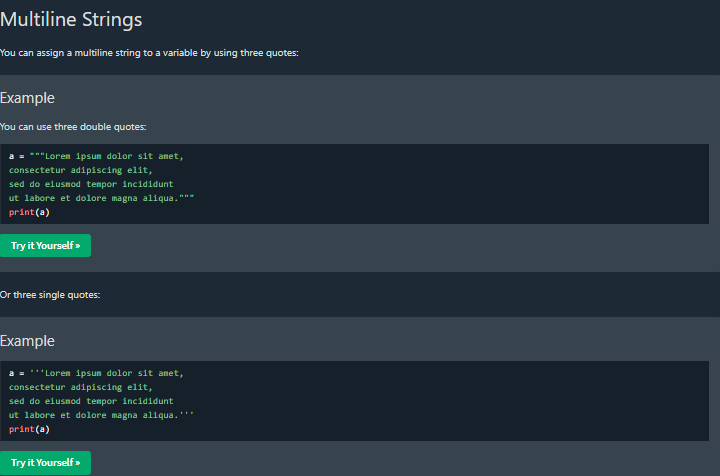 Multiline Strings
You can assign a multiline string to a variable by using three quotes:
Example
You can use three double quotes:
a = """Lorem ipsum dolor sit amet,
consectetur adipiscing elit,
sed do eiusmod tempor incididunt
ut labore et dolore magna aliqua."""
print(a)
Try it Yourself »
Or three single quotes:
Example
a = '''Lorem ipsum dolor sit amet,
consectetur adipiscing elit,
sed do eiusmod tempor incididunt
ut labore et dolore magna aliqua.'''
print(a)
Try it Yourself »